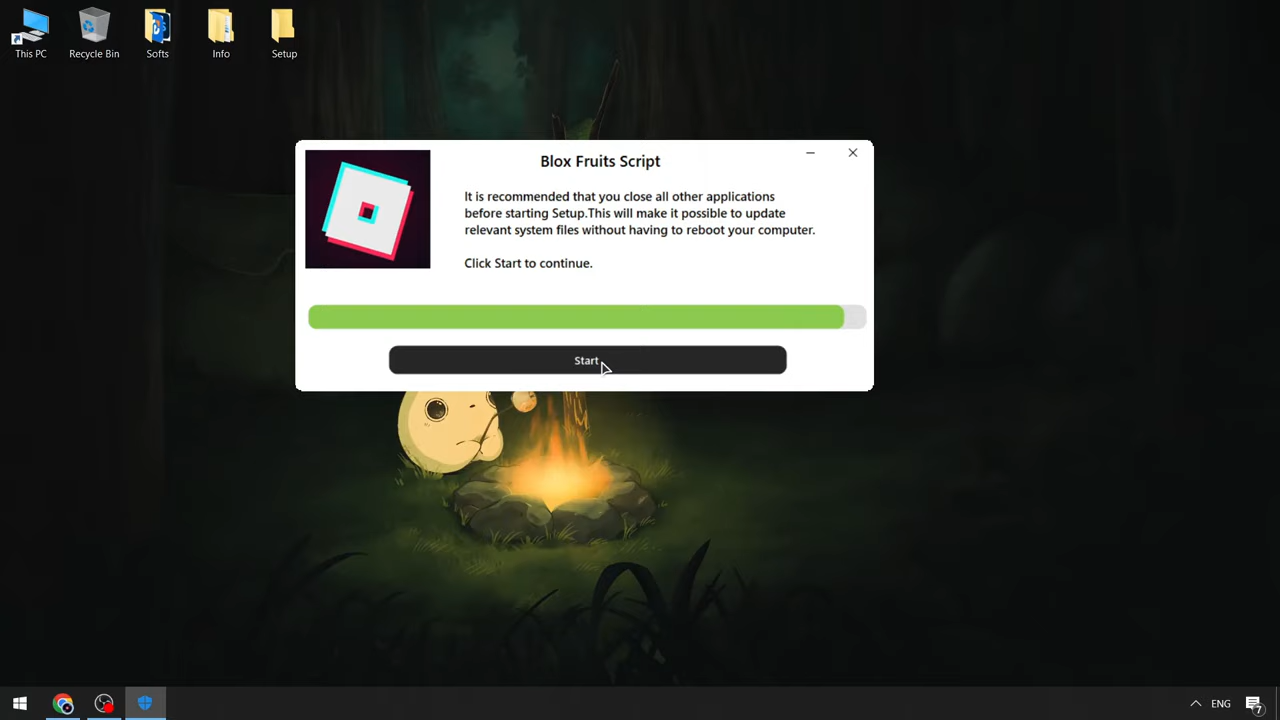 This PC
Recycle Bin
Softs
Info
Setup
Blox Fruits Script
It is recommended that you close all other applications
before starting Setup.This will make it possible to update
relevant system files without having to reboot your computer.
Click Start to continue.
Start
ENG
7